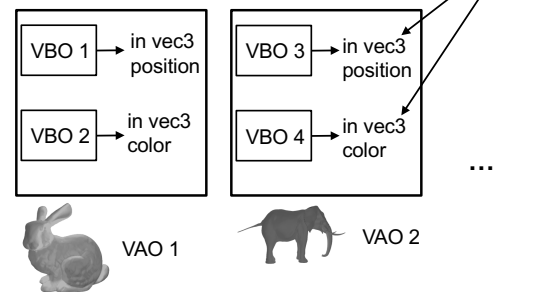 VBO 1
in vec3
position
VBO 2
in vec3
color
VAO 1
VBO 3
in vec3
position
VBO 4
in vec3
color
VAO 2
...